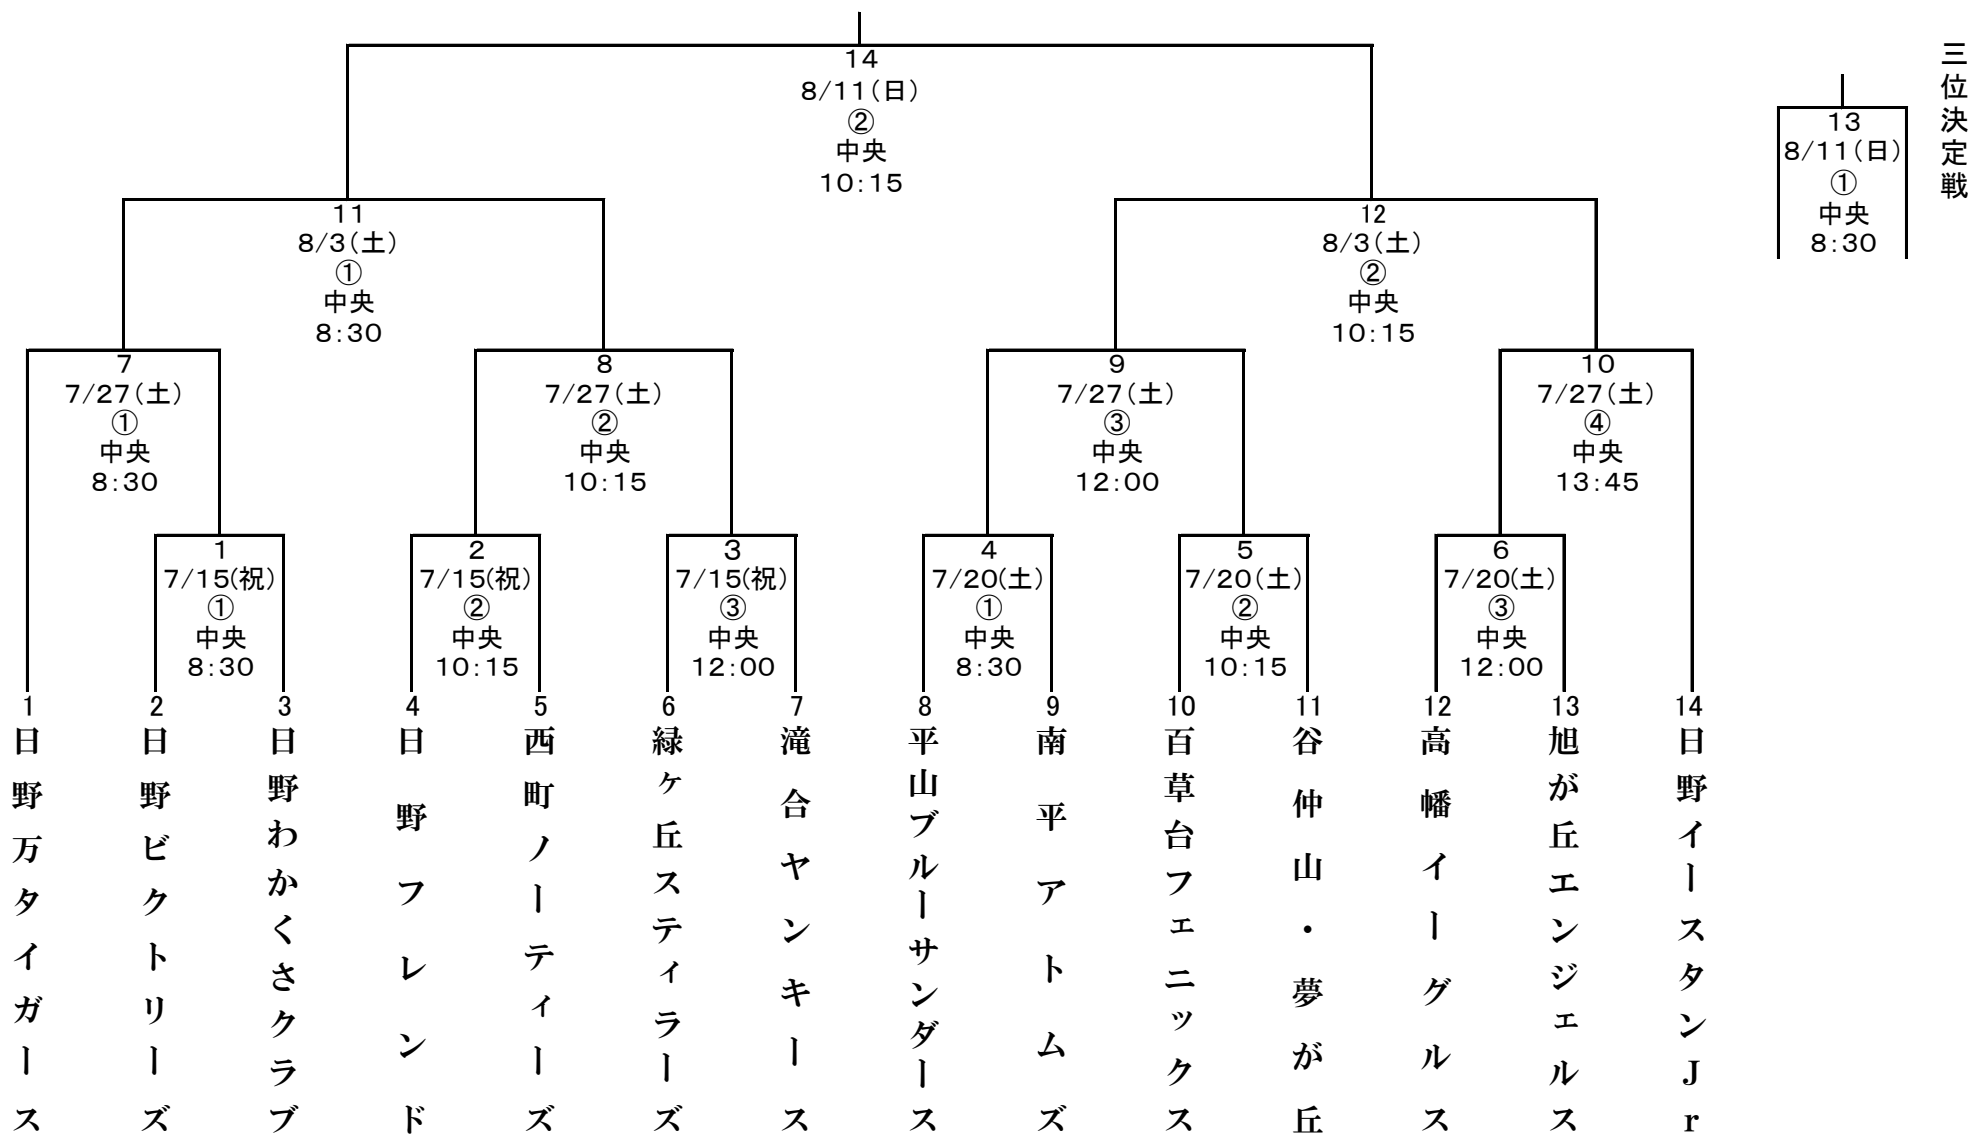 14
8/11(日)
②
中央
10:15
三位決定戦
13
8/11(日)
①
中央
8:30
11
8/3(土)
①
中央
8:30
12
8/3(土)
②
中央
10:15
7
7/27(土)
①
中央
8:30
8
7/27(土)
②
中央
10:15
9
7/27(土)
③
中央
12:00
10
7/27(土)
④
中央
13:45
1
7/15(祝)
①
中央
8:30
2
7/15(祝)
②
中央
10:15
3
7/15(祝)
③
中央
12:00
4
7/20(土)
①
中央
8:30
5
7/20(土)
②
中央
10:15
6
7/20(土)
③
中央
12:00
1
日野万タイガース
2
日野ビクトリーズ
3
日野わかくさクラブ
4
日野フレンド
5
西町ノーティーズ
6
緑ヶ丘スティラーズ
7
滝合ヤンキース
8
平山ブルーサンダース
9
南平アトムズ
10
百草台フェニックス
11
谷仲山・夢が丘
12
高幡イーグルス
13
旭が丘エンジェルス
14
日野イースタンJr